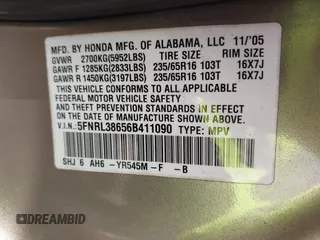 MFD. BY HONDA MFG. OF ALABAMA, LLC 11/'05
GVWR 2700KG(5952LBS) TIRE SIZE RIM SIZE
GAWR F 1285KG(2833LBS) 235/65R16 103T 16X7J
GAWR R 1450KG(3197LBS) 235/65R16 103T 16X7J
THIS VEHICLE CONFORMS TO ALL APPLICABLE
FEDERAL MOTOR VEHICLE SAFETY AND THEFT
PREVENTION STANDARDS IN EFFECT ON THE
DATE OF MANUFACTURE SHOWN ABOVE.
V.I.N.: 5FNRL38656B411090 TYPE: MPV
SHJ 6 AH6 -YR545M -F -B
DREAMBID
DREAMBID.COM